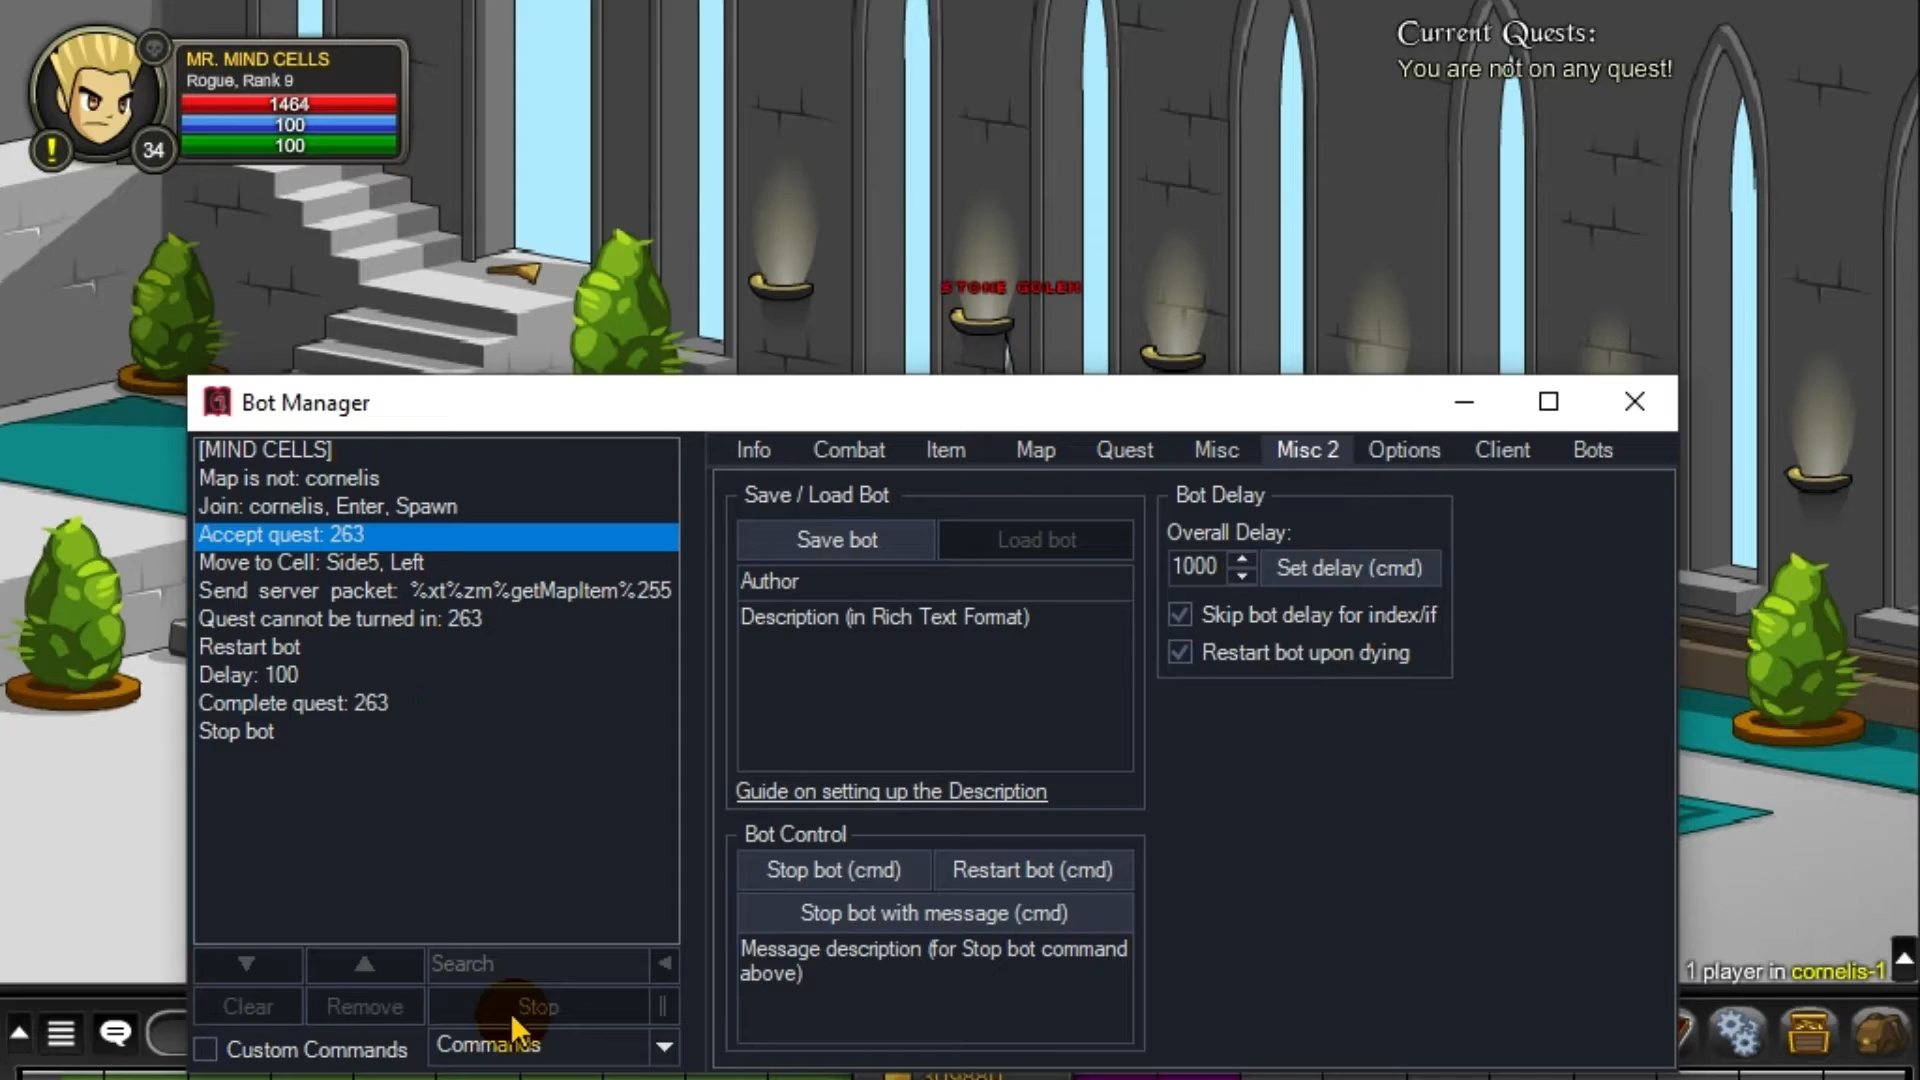 MR. MIND CELLS
Rogue, Rank 9
1464
100
100
34
Current Quests:
You are not on any quest!
STONE GOLEM
Bot Manager
[MIND CELLS]
Map is not: cornelis
Join: cornelis, Enter, Spawn
Accept quest: 263
Move to Cell: Side5, Left
Send server packet: %xt%zm%getMapItem%255
Quest cannot be turned in: 263
Restart bot
Delay: 100
Complete quest: 263
Stop bot
Search
Clear
Remove
Stop
Custom Commands
Commands
Info
Combat
Item
Map
Quest
Misc
Misc 2
Options
Client
Bots
Save / Load Bot
Save bot
Load bot
Author
Description (in Rich Text Format)
Guide on setting up the Description
Bot Control
Stop bot (cmd)
Restart bot (cmd)
Stop bot with message (cmd)
Message description (for Stop bot command
above)
Bot Delay
Overall Delay:
1000
Set delay (cmd)
Skip bot delay for index/if
Restart bot upon dying
1 player in cornelis-1